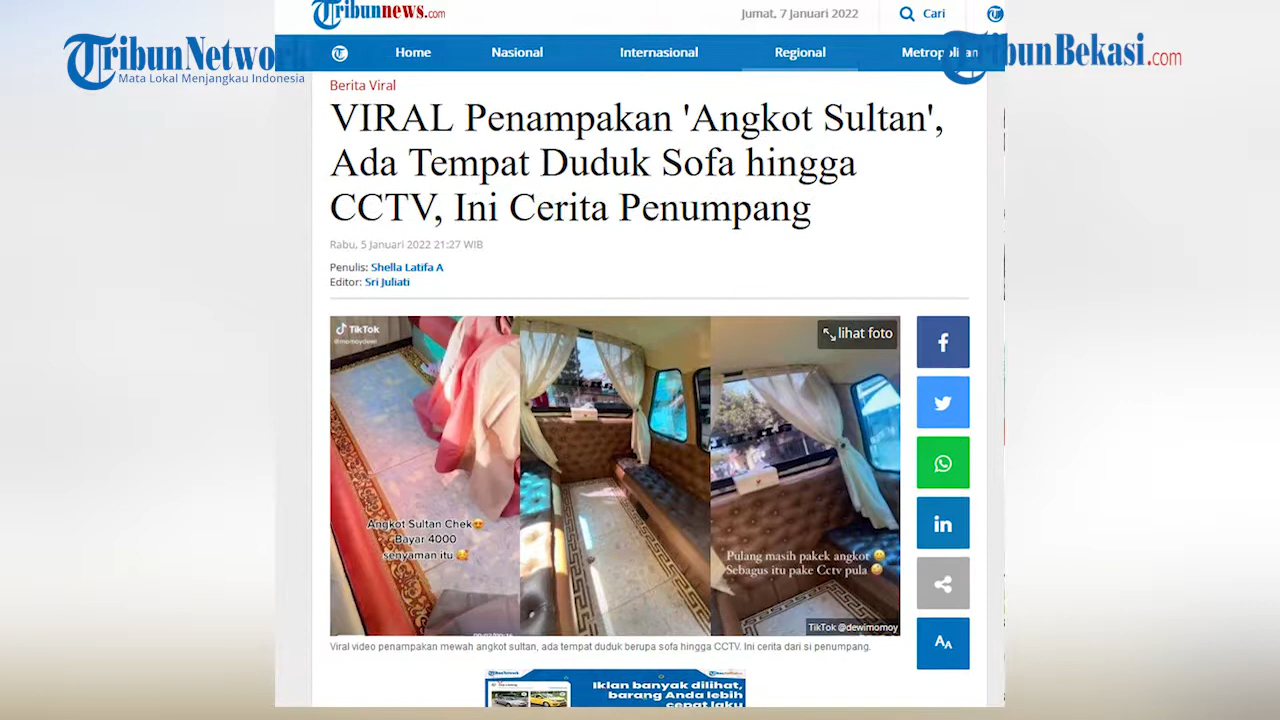 Tribunnews.com
Jumat, 7 Januari 2022
Cari
TribunNetwork
Mata Lokal Menjangkau Indonesia
Home
Nasional
Internasional
Regional
Metropolitan
TribunBekasi.com
Berita Viral
VIRAL Penampakan 'Angkot Sultan',
Ada Tempat Duduk Sofa hingga
CCTV, Ini Cerita Penumpang
Rabu, 5 Januari 2022 21:27 WIB
Penulis: Shella Latifa A
Editor: Sri Juliati
TikTok
@momoydewi
lihat foto
Angkot Sultan Chek😍
Bayar 4000
senyaman itu 🥰
Pulang masih pakek angkot 😄
Sebagus itu pake Cctv pula 🤣
TikTok @dewimomoy
Viral video penampakan mewah angkot sultan, ada tempat duduk berupa sofa hingga CCTV. Ini cerita dari si penumpang.
Iklan banyak dilihat,
barang Anda lebih
cepat laku